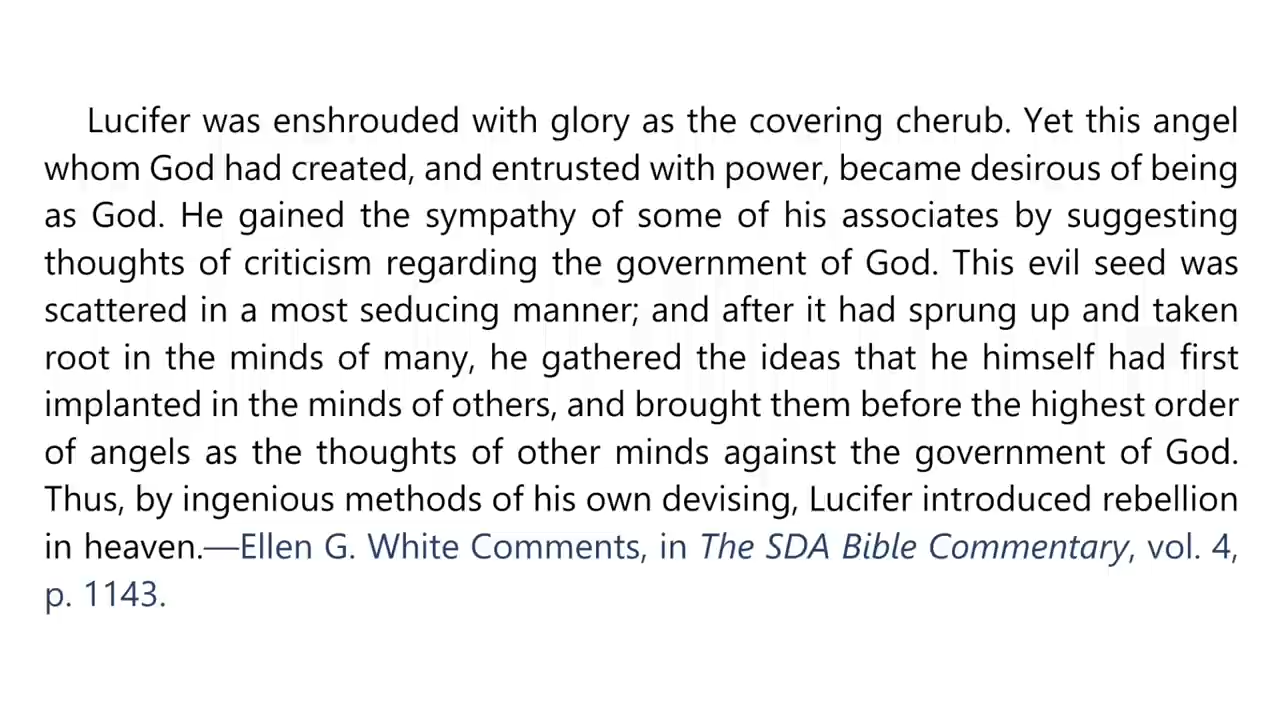 Lucifer was enshrouded with glory as the covering cherub. Yet this angel
whom God had created, and entrusted with power, became desirous of being
as God. He gained the sympathy of some of his associates by suggesting
thoughts of criticism regarding the government of God. This evil seed was
scattered in a most seducing manner; and after it had sprung up and taken
root in the minds of many, he gathered the ideas that he himself had first
implanted in the minds of others, and brought them before the highest order
of angels as the thoughts of other minds against the government of God.
Thus, by ingenious methods of his own devising, Lucifer introduced rebellion
in heaven.—Ellen G. White Comments, in The SDA Bible Commentary, vol. 4,
p. 1143.